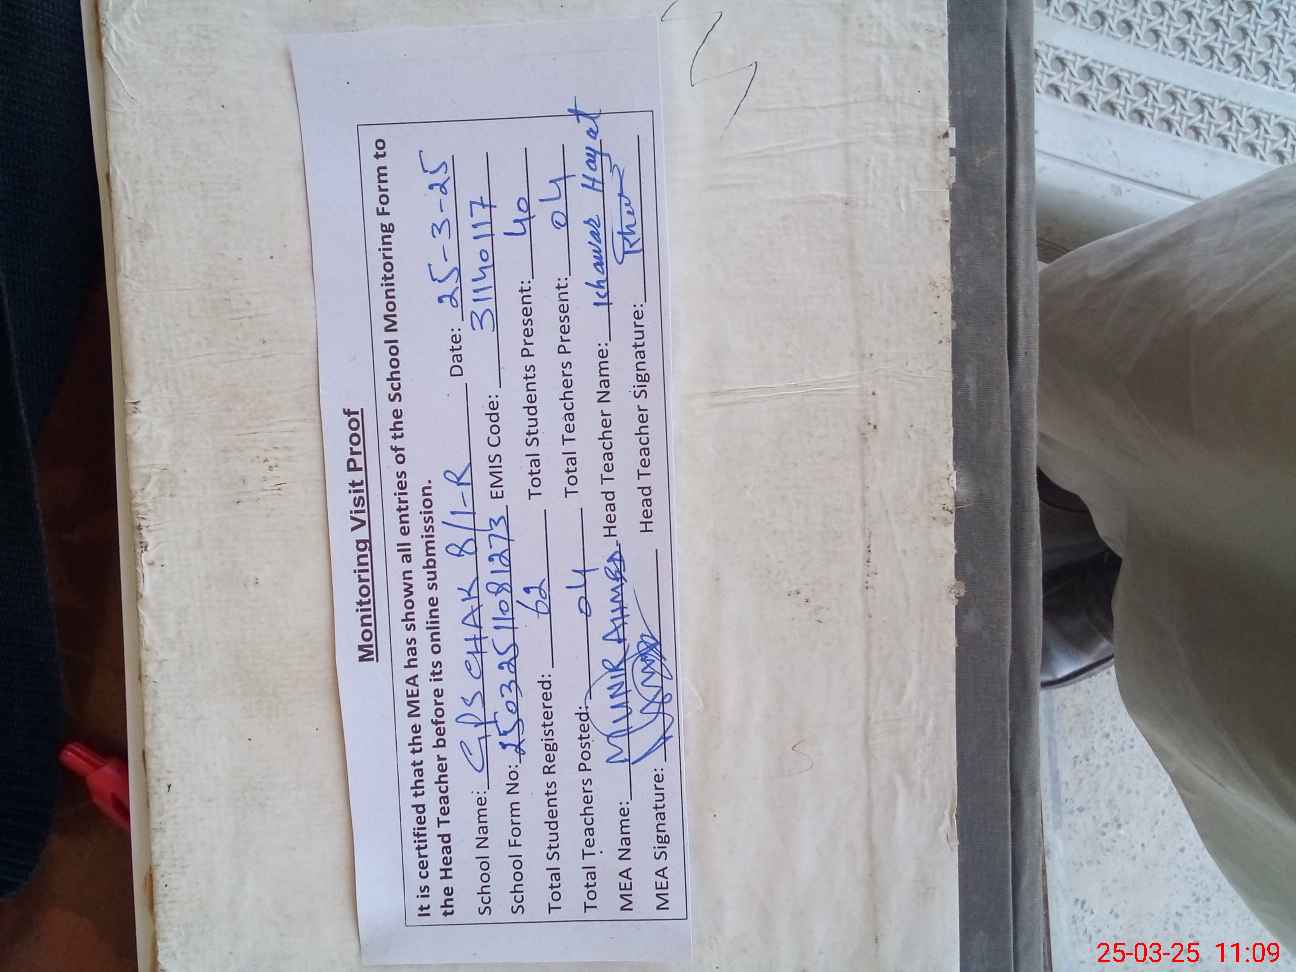 Monitoring Visit Proof
It is certified that the MEA has shown all entries of the School Monitoring Form to
the Head Teacher before its online submission.
School Name: GPS CHAK 8/1-R Date: 25-3-25
School Form No: 25032511081273 EMIS Code: 31140117
Total Students Registered: 62 Total Students Present: 40
Total Teachers Posted: 04 Total Teachers Present: 04
MEA Name: MUNIR AHMED Head Teacher Name: Khawar Hayat
MEA Signature: Head Teacher Signature:
25-03-25 11:09